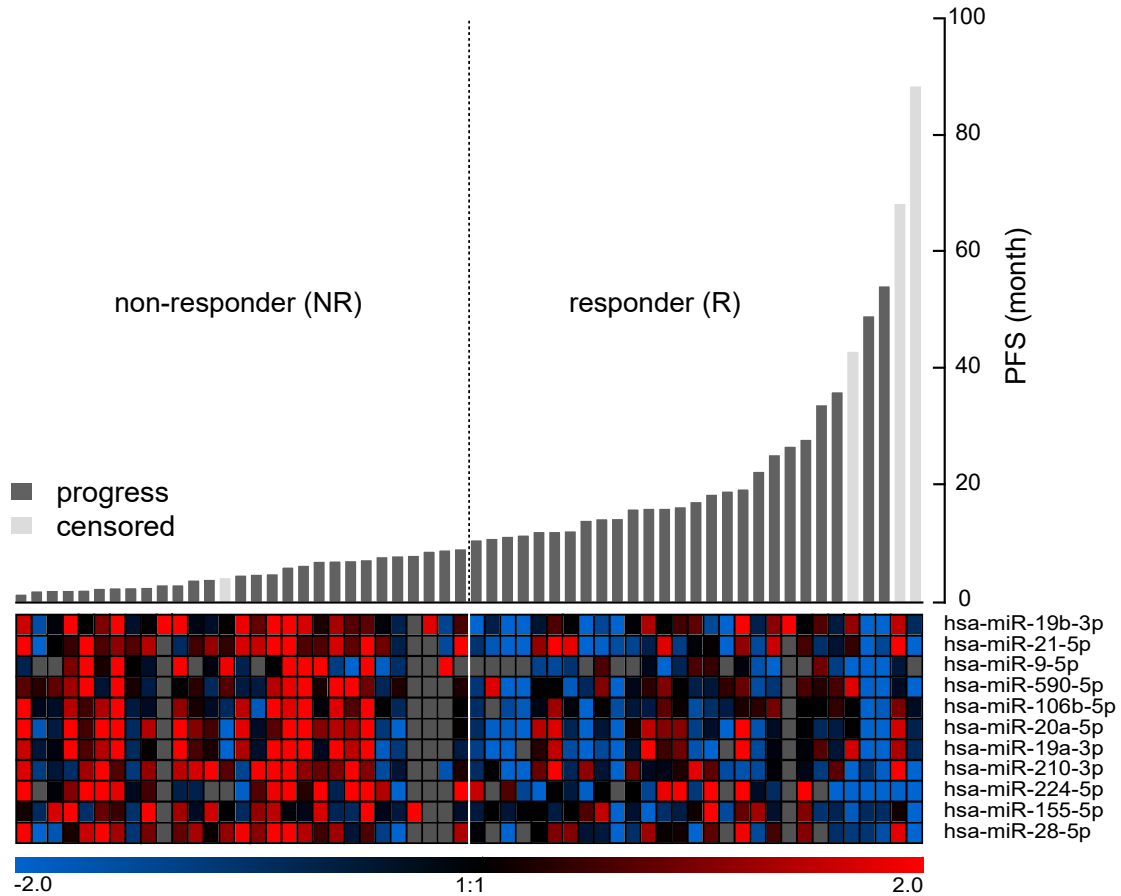 100
80
60
40
20
0
PFS (month)
non-responder (NR)
responder (R)
progress
censored
hsa-miR-19b-3p
hsa-miR-21-5p
hsa-miR-9-5p
hsa-miR-590-5p
hsa-miR-106b-5p
hsa-miR-20a-5p
hsa-miR-19a-3p
hsa-miR-210-3p
hsa-miR-224-5p
hsa-miR-155-5p
hsa-miR-28-5p
-2.0
1:1
2.0